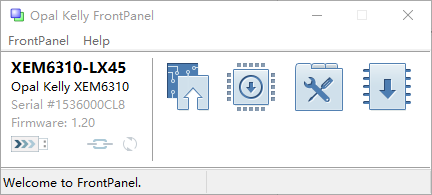 Opal Kelly FrontPanel
FrontPanel Help
XEM6310-LX45
Opal Kelly XEM6310
Serial #1536000CL8
Firmware: 1.20
Welcome to FrontPanel.